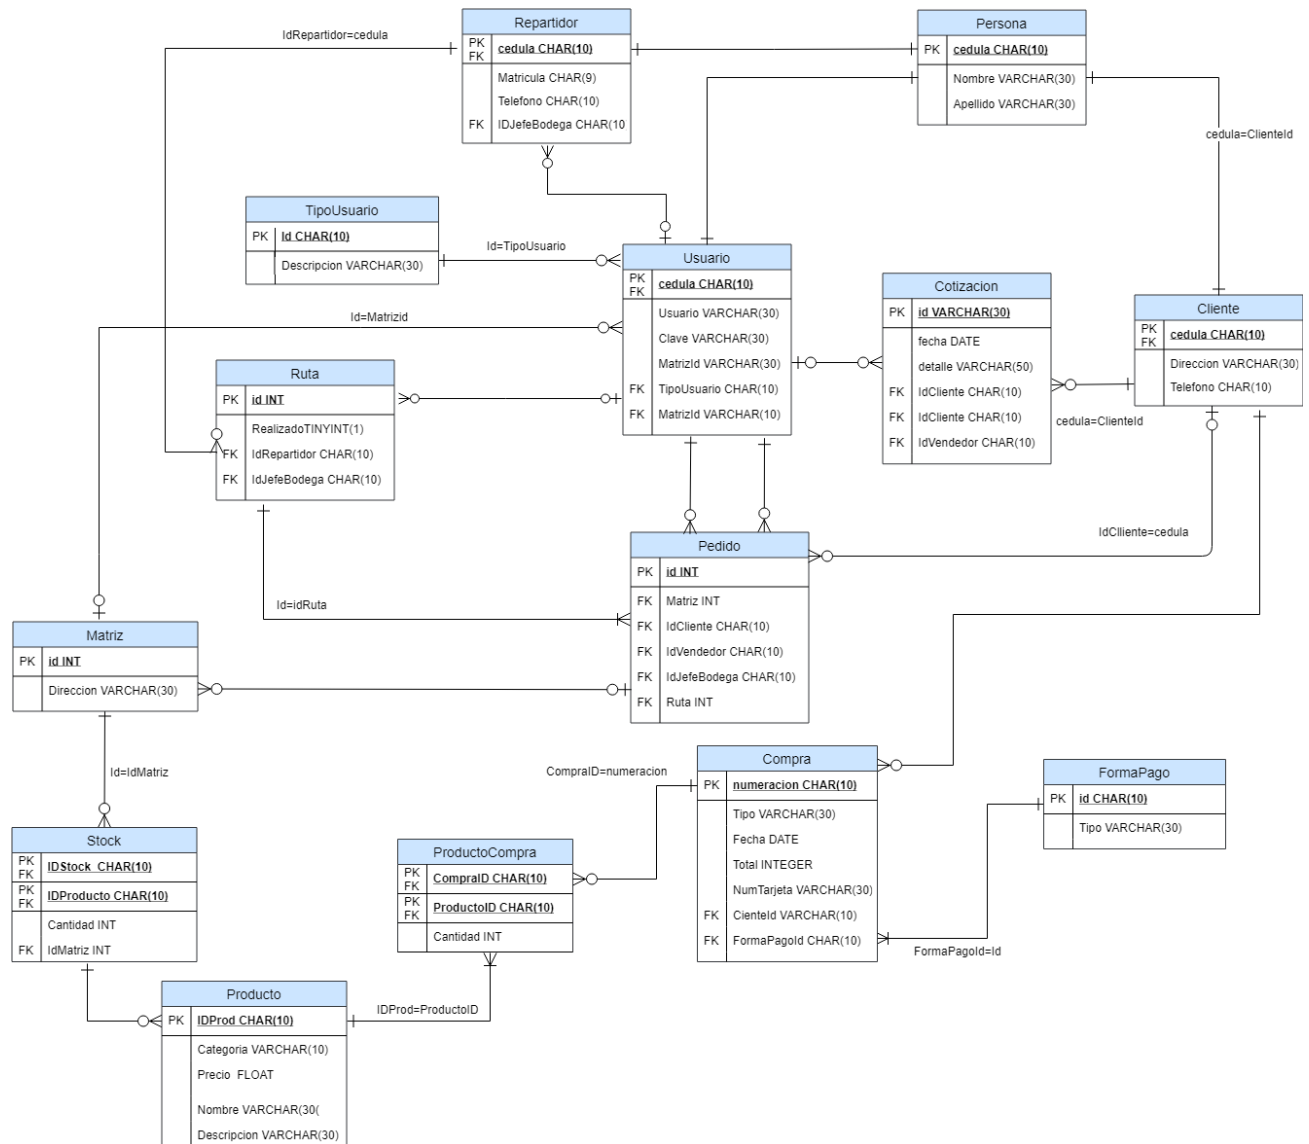 Repartidor
PK FK cedula CHAR(10)
Matricula CHAR(9)
Telefono CHAR(10)
FK IDJefeBodega CHAR(10
Persona
PK cedula CHAR(10)
Nombre VARCHAR(30)
Apellido VARCHAR(30)
IdRepartidor=cedula
cedula=ClienteId
TipoUsuario
PK Id CHAR(10)
Descripcion VARCHAR(30)
Id=TipoUsuario
Usuario
PK FK cedula CHAR(10)
Usuario VARCHAR(30)
Clave VARCHAR(30)
MatrizId VARCHAR(30)
FK TipoUsuario CHAR(10)
FK MatrizId VARCHAR(10)
Cotizacion
PK id VARCHAR(30)
fecha DATE
detalle VARCHAR(50)
FK IdCliente CHAR(10)
FK IdCliente CHAR(10)
FK IdVendedor CHAR(10)
Cliente
PK FK cedula CHAR(10)
Direccion VARCHAR(30)
Telefono CHAR(10)
cedula=ClienteId
Id=Matrizid
Ruta
PK id INT
RealizadoTINYINT(1)
FK IdRepartidor CHAR(10)
FK IdJefeBodega CHAR(10)
Id=idRuta
IdClIiente=cedula
Pedido
PK id INT
FK Matriz INT
FK IdCliente CHAR(10)
FK IdVendedor CHAR(10)
FK IdJefeBodega CHAR(10)
FK Ruta INT
Matriz
PK id INT
Direccion VARCHAR(30)
Id=IdMatriz
CompraID=numeracion
Compra
PK numeracion CHAR(10)
Tipo VARCHAR(30)
Fecha DATE
Total INTEGER
NumTarjeta VARCHAR(30)
FK CienteId VARCHAR(10)
FK FormaPagoId CHAR(10)
FormaPago
PK id CHAR(10)
Tipo VARCHAR(30)
FormaPagoId=Id
Stock
PK FK IDStock CHAR(10)
PK FK IDProducto CHAR(10)
Cantidad INT
FK IdMatriz INT
ProductoCompra
PK FK CompraID CHAR(10)
PK FK ProductoID CHAR(10)
Cantidad INT
IDProd=ProductoID
Producto
PK IDProd CHAR(10)
Categoria VARCHAR(10)
Precio FLOAT
Nombre VARCHAR(30(
Descripcion VARCHAR(30)